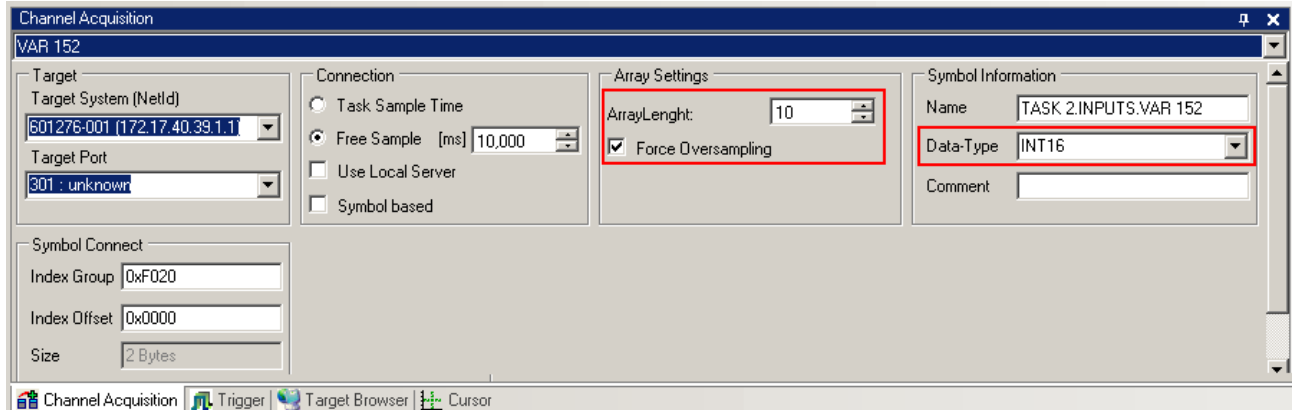 Channel Acquisition
VAR 152
Target
Target System (NetId)
601276-001 (172.17.40.39.1.1)
Target Port
301 : unknown
Connection
Task Sample Time
Free Sample [ms] 10,000
Use Local Server
Symbol based
Array Settings
ArrayLenght: 10
Force Oversampling
Symbol Information
Name TASK 2.INPUTS.VAR 152
Data-Type INT16
Comment
Symbol Connect
Index Group 0xF020
Index Offset 0x0000
Size 2 Bytes
Channel Acquisition Trigger Target Browser Cursor